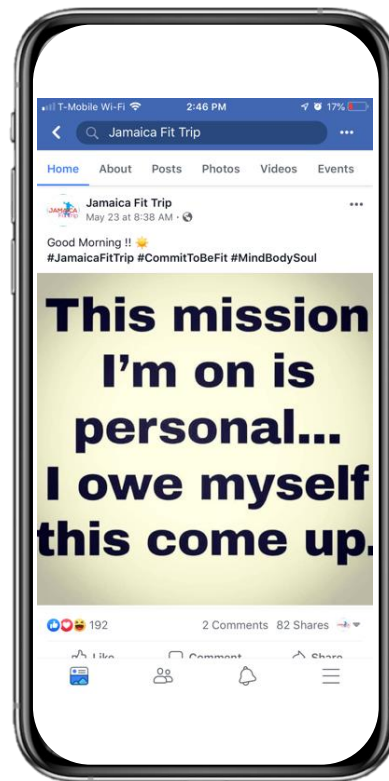 T-Mobile Wi-Fi 2:46 PM 17%
Jamaica Fit Trip
Home About Posts Photos Videos Events
JAMAICA
Jamaica Fit Trip
May 23 at 8:38 AM
Good Morning !!
#JamaicaFitTrip #CommitToBeFit #MindBodySoul
This mission
I'm on is
personal...
I owe myself
this come up.
192 2 Comments 82 Shares
Like Comment Share